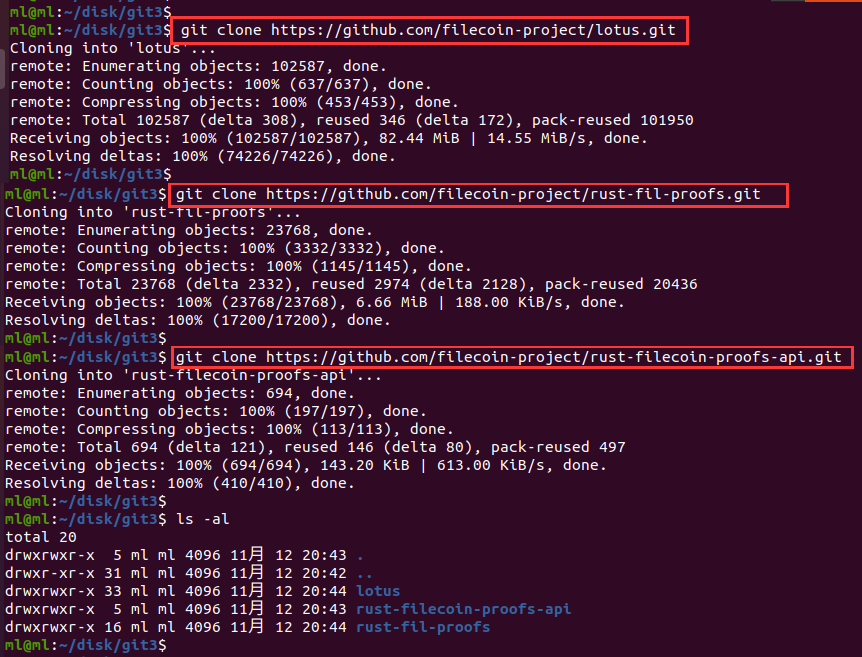 ml@ml:~/disk/git3$
ml@ml:~/disk/git3$ git clone https://github.com/filecoin-project/lotus.git
Cloning into 'lotus'...
remote: Enumerating objects: 102587, done.
remote: Counting objects: 100% (637/637), done.
remote: Compressing objects: 100% (453/453), done.
remote: Total 102587 (delta 308), reused 346 (delta 172), pack-reused 101950
Receiving objects: 100% (102587/102587), 82.44 MiB | 14.55 MiB/s, done.
Resolving deltas: 100% (74226/74226), done.
ml@ml:~/disk/git3$
ml@ml:~/disk/git3$ git clone https://github.com/filecoin-project/rust-fil-proofs.git
Cloning into 'rust-fil-proofs'...
remote: Enumerating objects: 23768, done.
remote: Counting objects: 100% (3332/3332), done.
remote: Compressing objects: 100% (1145/1145), done.
remote: Total 23768 (delta 2332), reused 2974 (delta 2128), pack-reused 20436
Receiving objects: 100% (23768/23768), 6.66 MiB | 188.00 KiB/s, done.
Resolving deltas: 100% (17200/17200), done.
ml@ml:~/disk/git3$
ml@ml:~/disk/git3$ git clone https://github.com/filecoin-project/rust-filecoin-proofs-api.git
Cloning into 'rust-filecoin-proofs-api'...
remote: Enumerating objects: 694, done.
remote: Counting objects: 100% (197/197), done.
remote: Compressing objects: 100% (113/113), done.
remote: Total 694 (delta 121), reused 146 (delta 80), pack-reused 497
Receiving objects: 100% (694/694), 143.20 KiB | 613.00 KiB/s, done.
Resolving deltas: 100% (410/410), done.
ml@ml:~/disk/git3$
ml@ml:~/disk/git3$ ls -al
total 20
drwxrwxr-x  5 ml ml 4096 11月 12 20:43 .
drwxr-xr-x 31 ml ml 4096 11月 12 20:42 ..
drwxrwxr-x 33 ml ml 4096 11月 12 20:44 lotus
drwxrwxr-x  5 ml ml 4096 11月 12 20:43 rust-filecoin-proofs-api
drwxrwxr-x 16 ml ml 4096 11月 12 20:44 rust-fil-proofs
ml@ml:~/disk/git3$